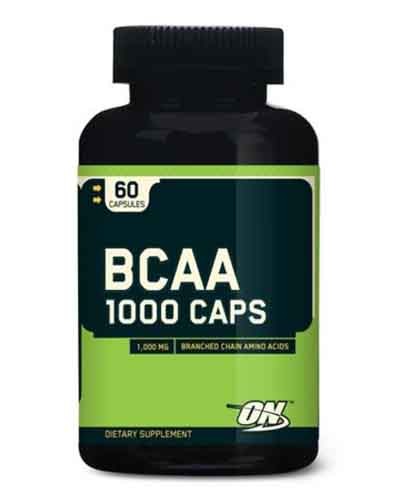 60
CAPSULES
BCAA
1000 CAPS
1,000 MG BRANCHED CHAIN AMINO ACIDS
ON
DIETARY SUPPLEMENT